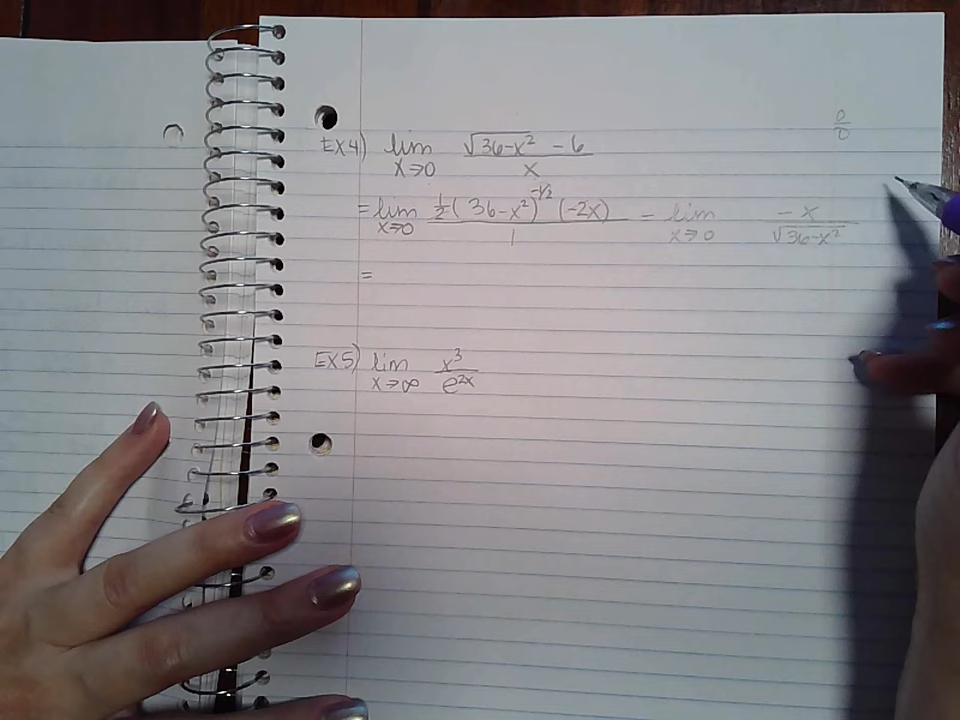 0/0
EX4) lim x→0 (√(36-x²) - 6)/x
= lim x→0 (½(36-x²)^(-1/2) (-2x))/1 = lim x→0 -x/√(36-x²)
=
EX5) lim x→∞ x³/e^(2x)